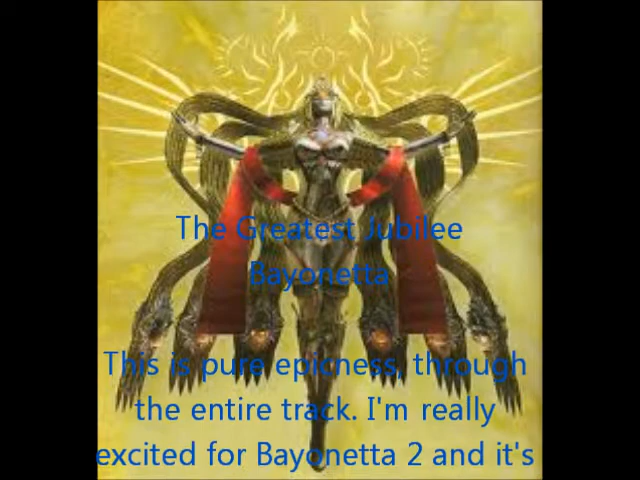 The Greatest Jubilee
Bayonetta
This is pure epicness, through
the entire track. I'm really
excited for Bayonetta 2 and it's